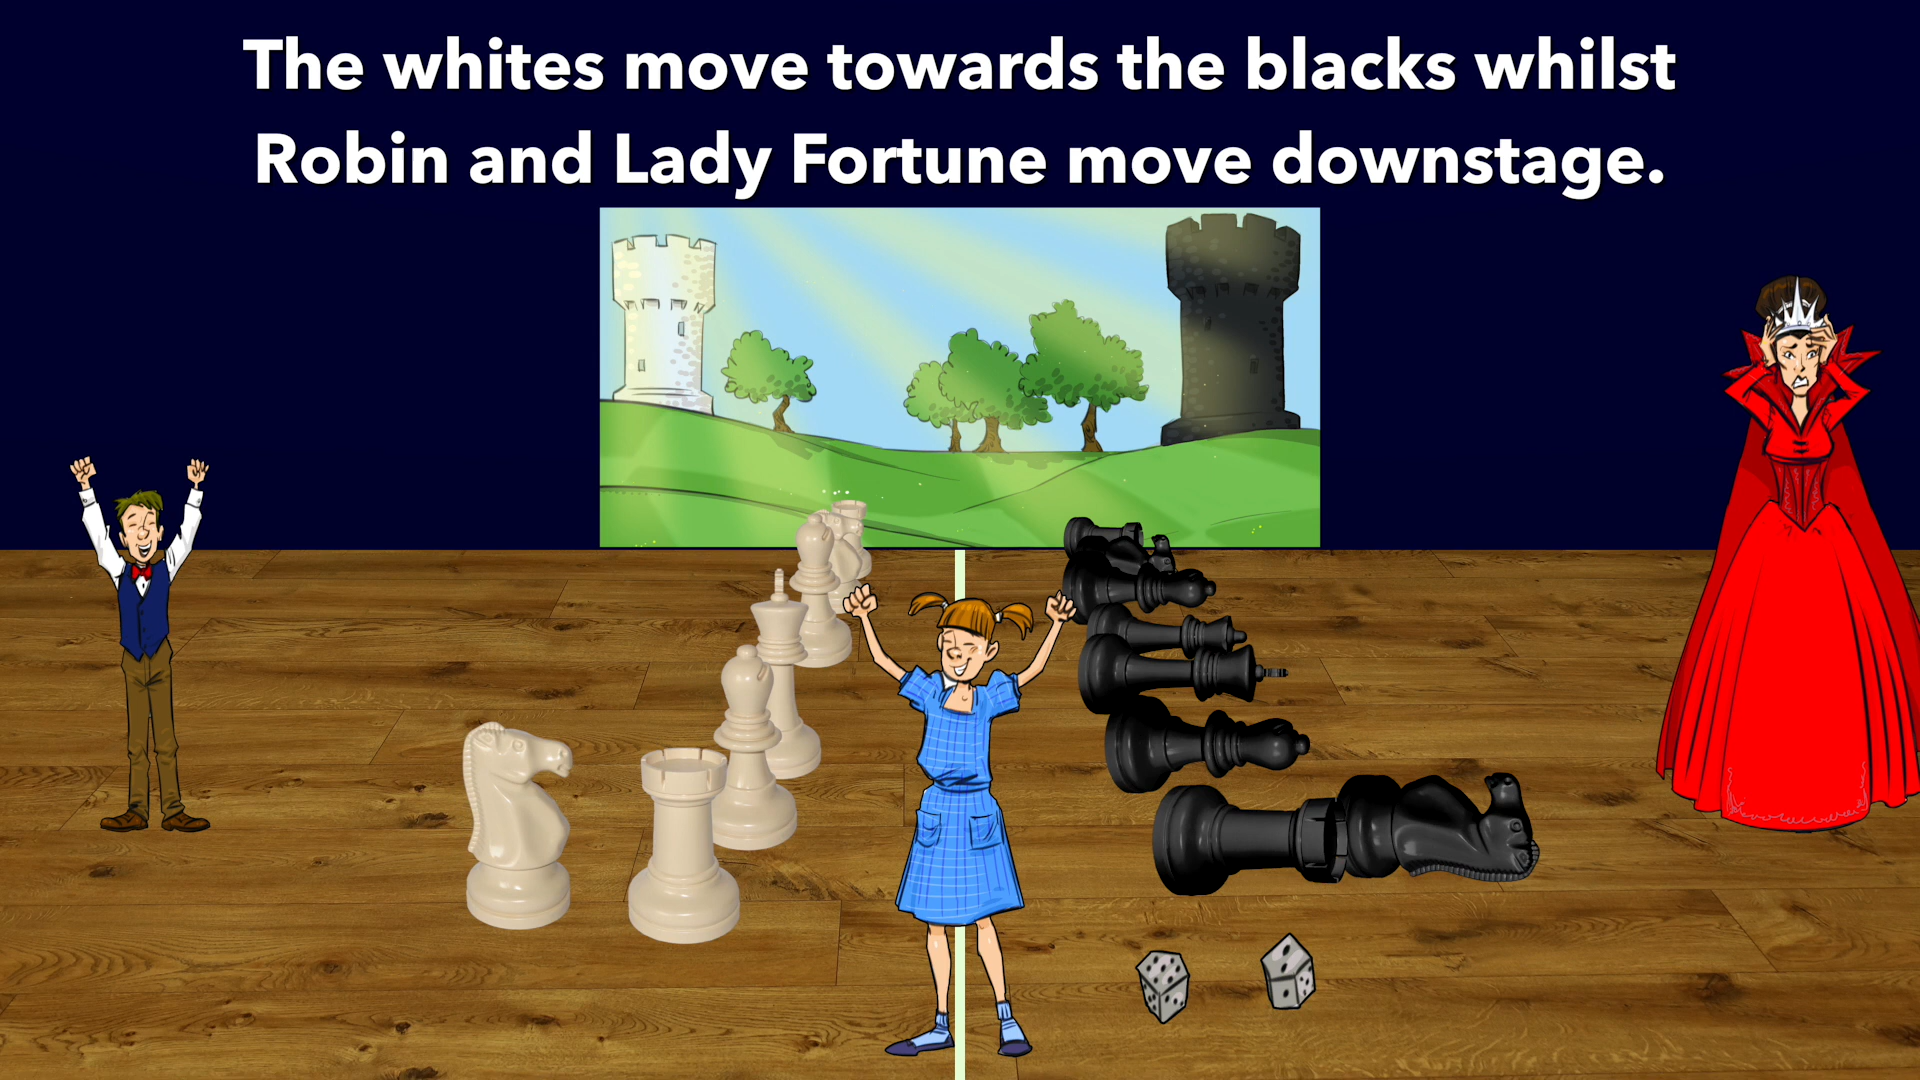 The whites move towards the blacks whilst
Robin and Lady Fortune move downstage.